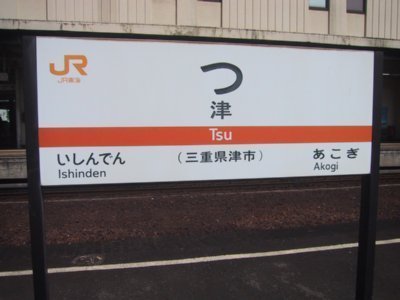 JR
JR東海
つ
津
Tsu
いしんでん
Ishinden
(三重県津市)
あこぎ
Akogi